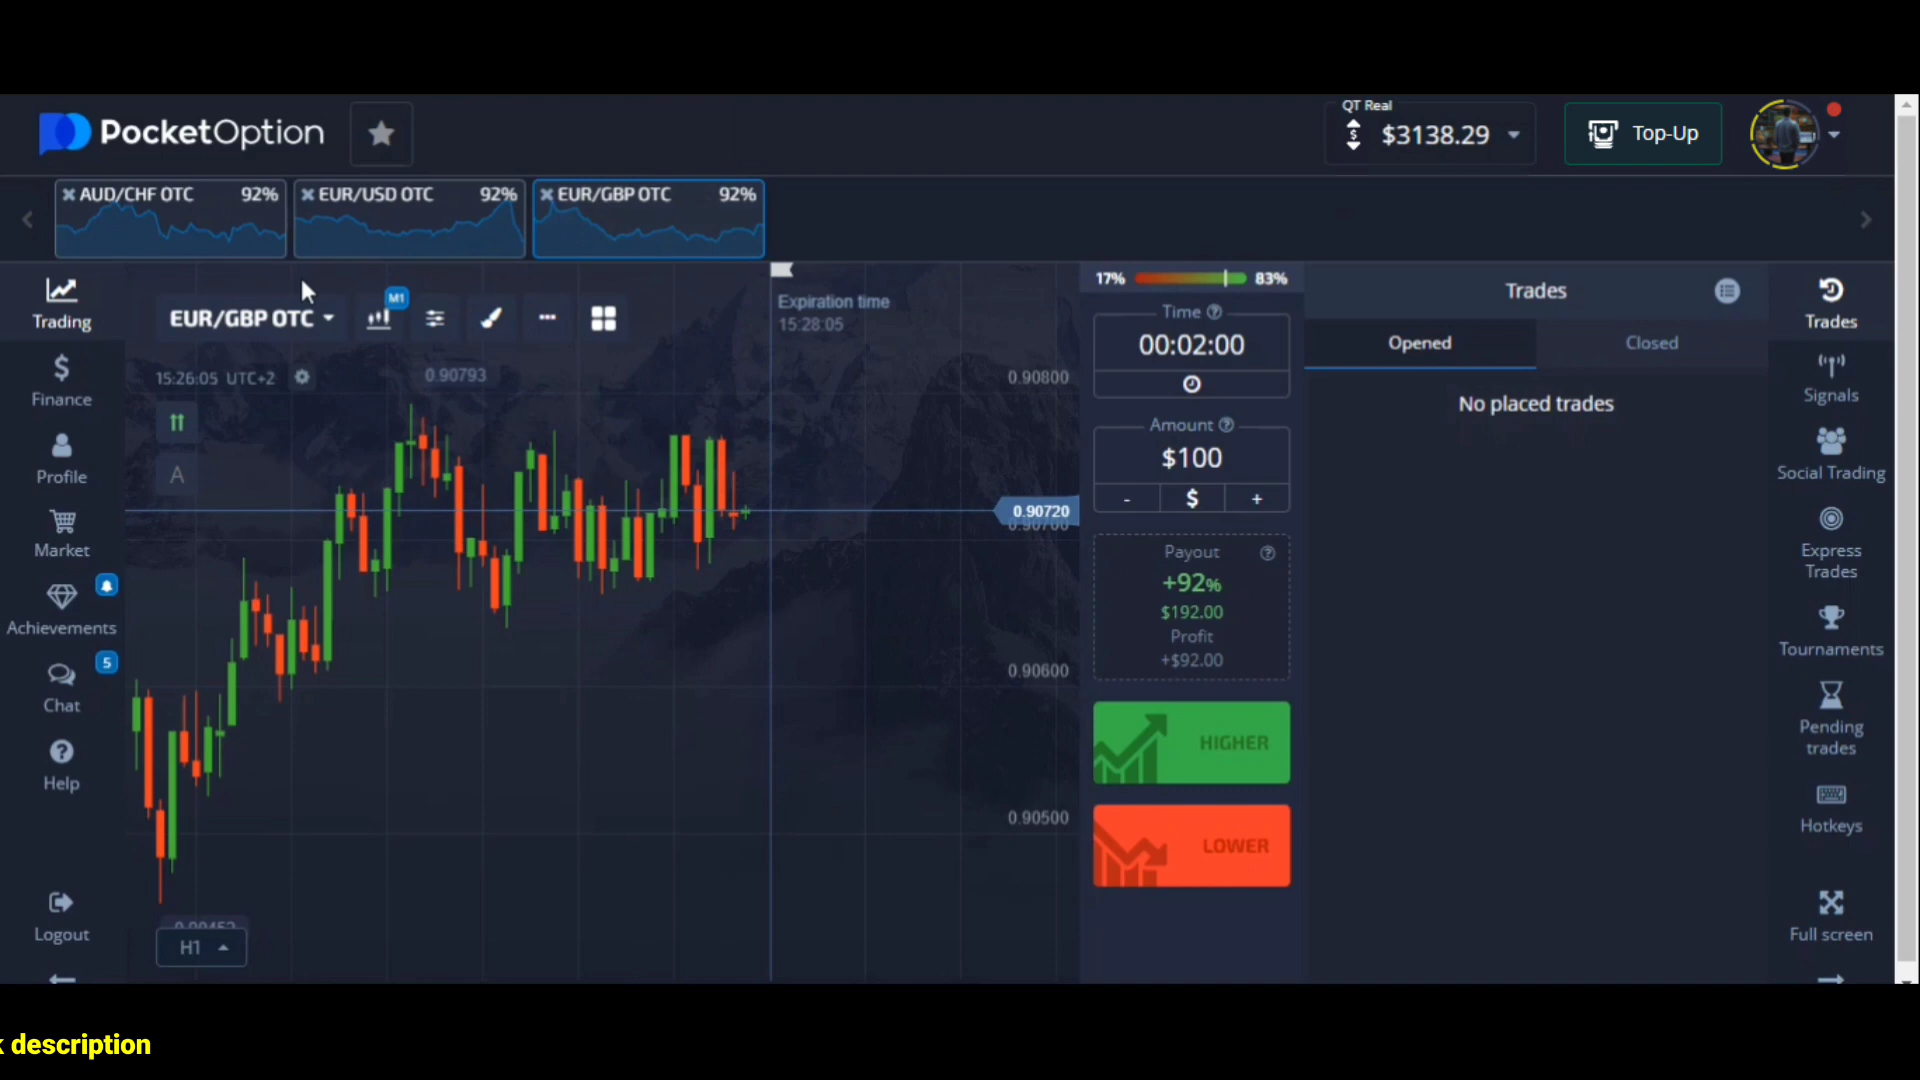 PocketOption
QT Real
$3138.29
Top-Up
AUD/CHF OTC 92%
EUR/USD OTC 92%
EUR/GBP OTC 92%
Trading
Finance
Profile
Market
Achievements
5
Chat
Help
Logout
EUR/GBP OTC
M1
15:26:05 UTC+2
0.90793
A
Expiration time
15:28:05
0.90800
0.90720
0.90700
0.90600
0.90500
H1
17% 83%
Time
00:02:00
Amount
$100
- $ +
Payout
+92%
$192.00
Profit
+$92.00
HIGHER
LOWER
Trades
Opened Closed
No placed trades
Trades
Signals
Social Trading
Express
Trades
Tournaments
Pending
trades
Hotkeys
Full screen
description